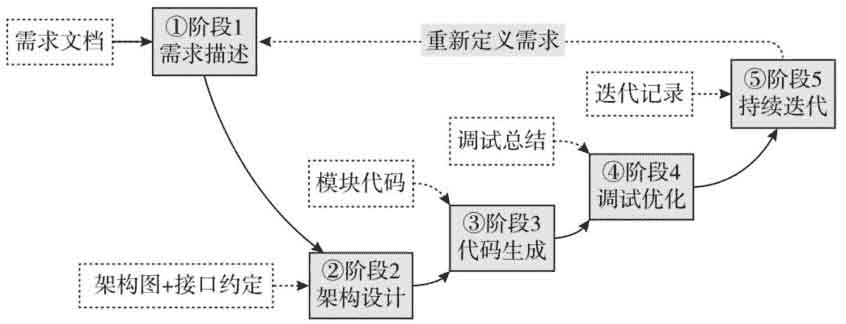 需求文档
①阶段1
需求描述
重新定义需求
迭代记录
⑤阶段5
持续迭代
调试总结
④阶段4
调试优化
模块代码
③阶段3
代码生成
架构图+接口约定
②阶段2
架构设计